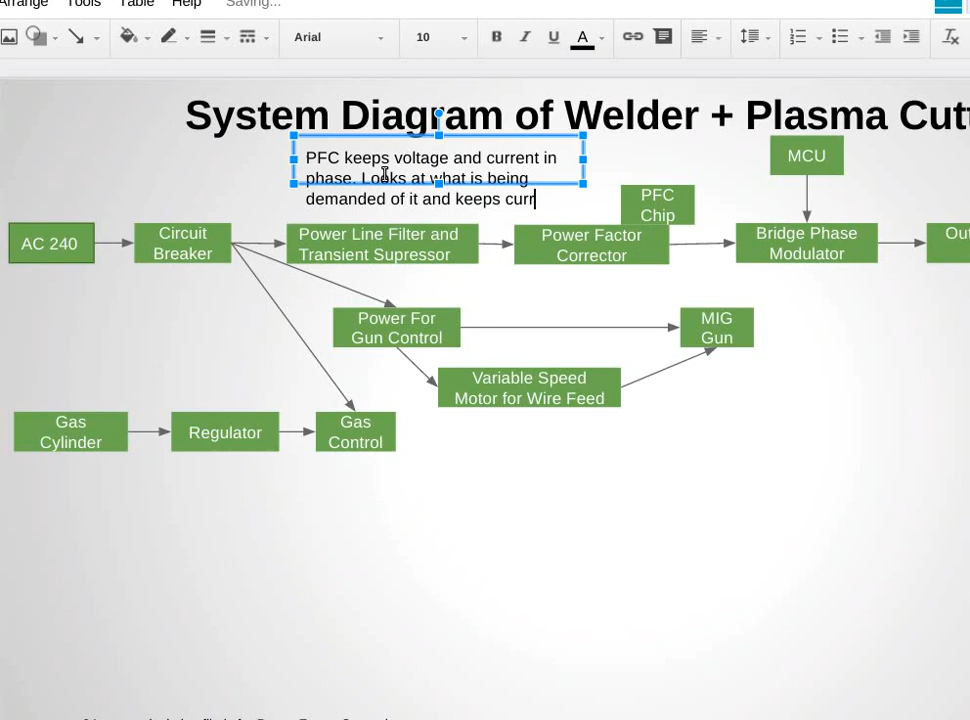 Arrange Tools Table Help Saving...
Arial 10 B I U A
System Diagram of Welder + Plasma Cut
PFC keeps voltage and current in
phase. Looks at what is being
demanded of it and keeps curr
MCU
PFC
Chip
AC 240
Circuit
Breaker
Power Line Filter and
Transient Supressor
Power Factor
Corrector
Bridge Phase
Modulator
Out
Power For
Gun Control
MIG
Gun
Variable Speed
Motor for Wire Feed
Gas
Cylinder
Regulator
Gas
Control